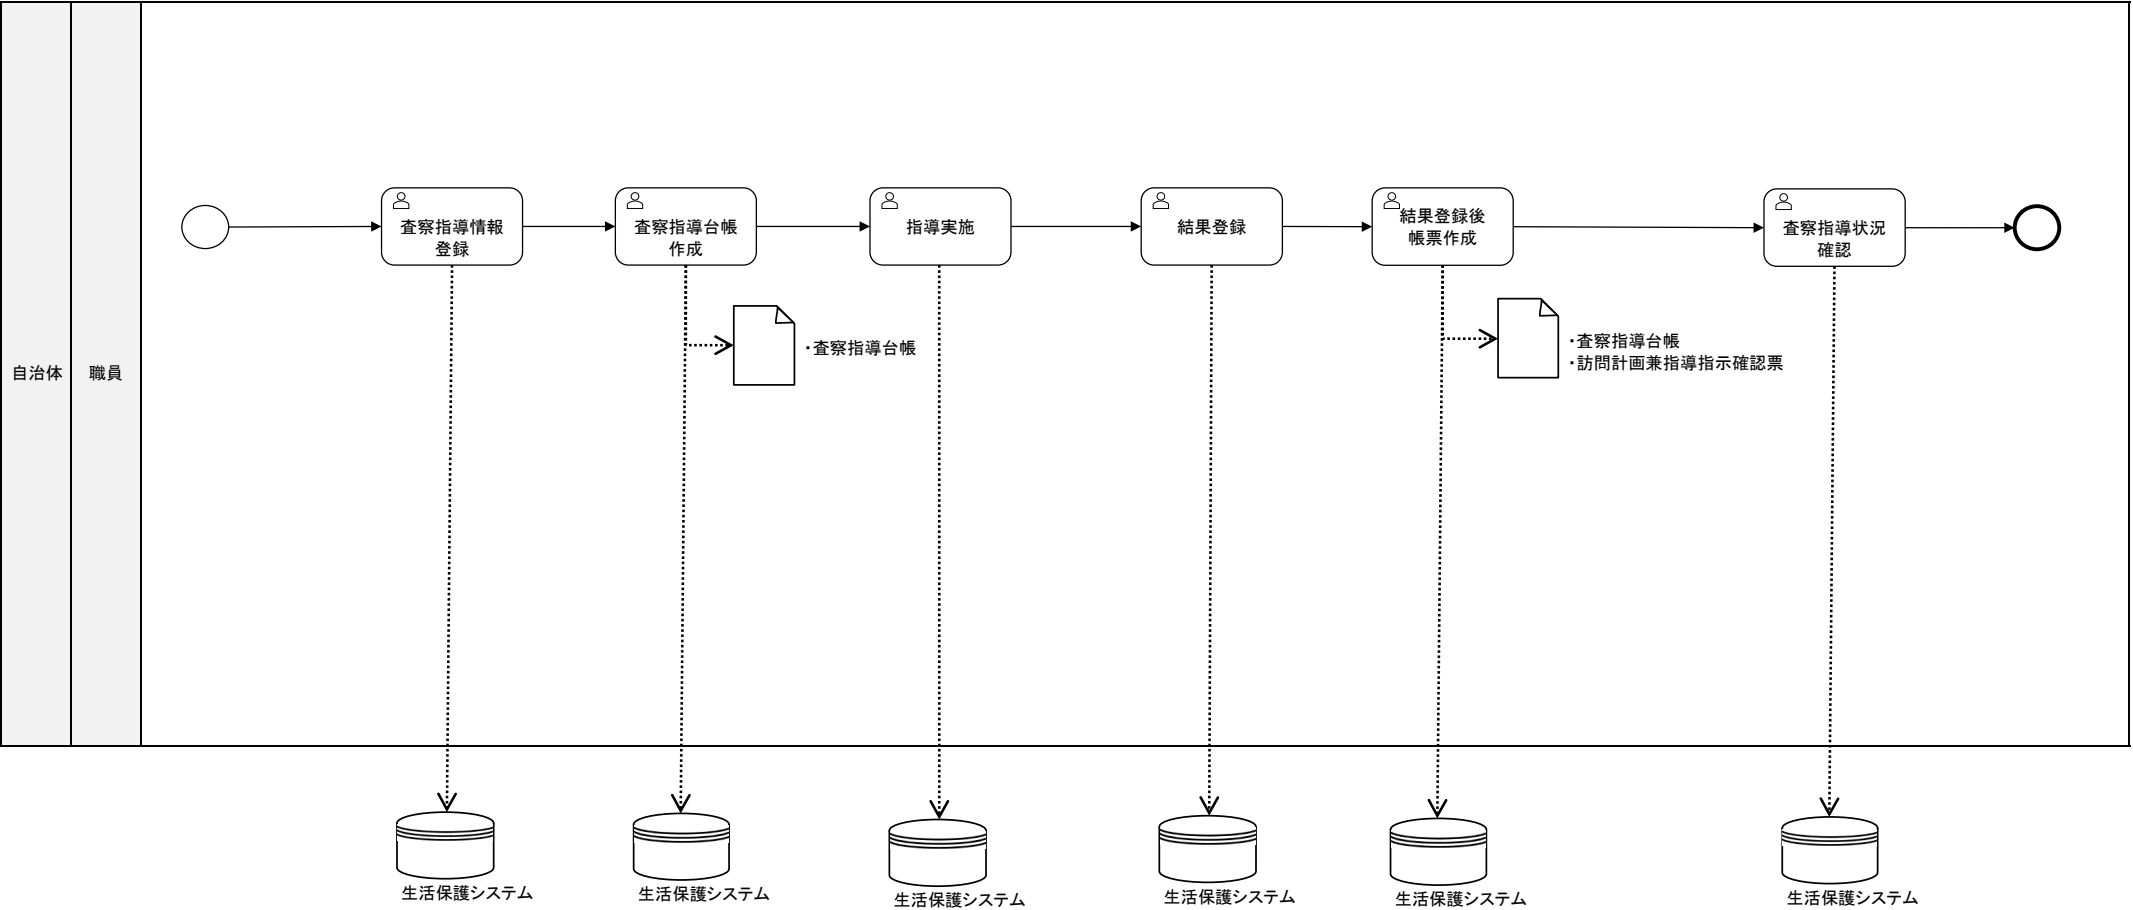 自治体
職員
査察指導情報
登録
査察指導台帳
作成
指導実施
結果登録
結果登録後
帳票作成
査察指導状況
確認
・査察指導台帳
・査察指導台帳
・訪問計画兼指導指示確認票
生活保護システム
生活保護システム
生活保護システム
生活保護システム
生活保護システム
生活保護システム